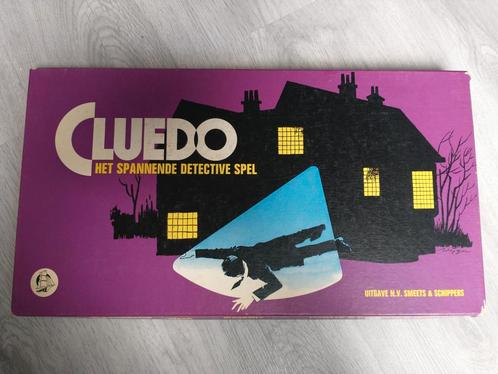 CLUEDO
HET SPANNENDE DETECTIVE SPEL
UITGAVE N.V. SMEETS & SCHIPPERS